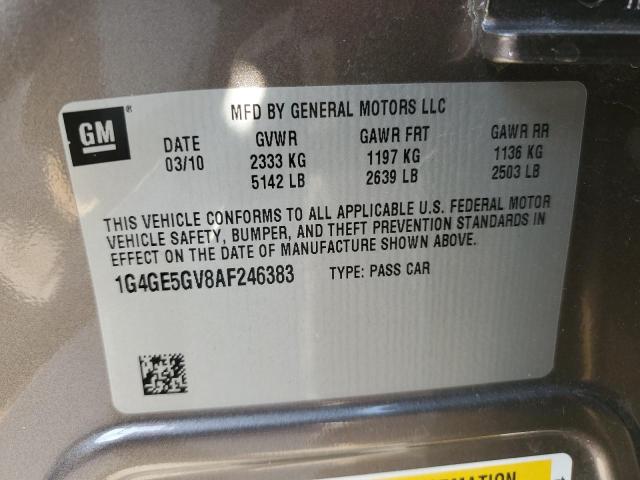 GM
MFD BY GENERAL MOTORS LLC
DATE GVWR GAWR FRT GAWR RR
03/10 2333 KG 1197 KG 1136 KG
5142 LB 2639 LB 2503 LB
THIS VEHICLE CONFORMS TO ALL APPLICABLE U.S. FEDERAL MOTOR
VEHICLE SAFETY, BUMPER, AND THEFT PREVENTION STANDARDS IN
EFFECT ON THE DATE OF MANUFACTURE SHOWN ABOVE.
1G4GE5GV8AF246383 TYPE: PASS CAR